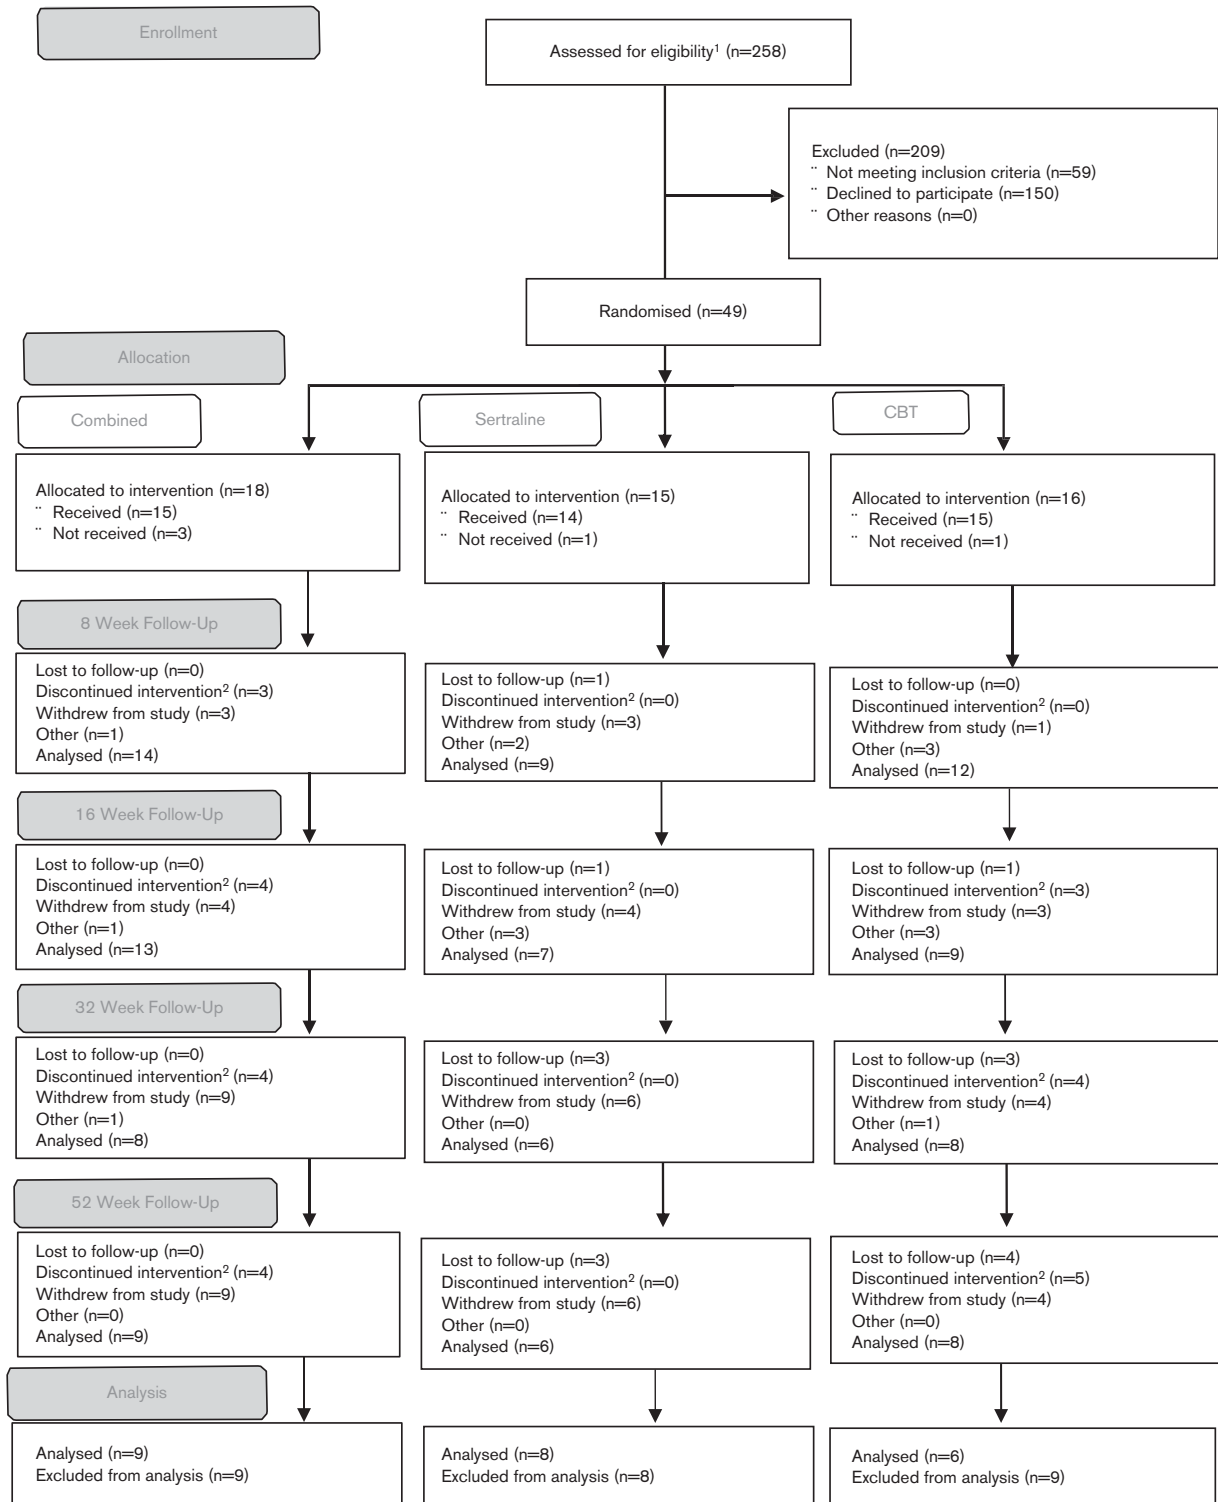 Enrollment
Assessed for eligibility¹ (n=258)
Excluded (n=209)
¨ Not meeting inclusion criteria (n=59)
¨ Declined to participate (n=150)
¨ Other reasons (n=0)
Randomised (n=49)
Allocation
Combined
Sertraline
CBT
Allocated to intervention (n=18)
¨ Received (n=15)
¨ Not received (n=3)
Allocated to intervention (n=15)
¨ Received (n=14)
¨ Not received (n=1)
Allocated to intervention (n=16)
¨ Received (n=15)
¨ Not received (n=1)
8 Week Follow-Up
Lost to follow-up (n=0)
Discontinued intervention² (n=3)
Withdrew from study (n=3)
Other (n=1)
Analysed (n=14)
Lost to follow-up (n=1)
Discontinued intervention² (n=0)
Withdrew from study (n=3)
Other (n=2)
Analysed (n=9)
Lost to follow-up (n=0)
Discontinued intervention² (n=0)
Withdrew from study (n=1)
Other (n=3)
Analysed (n=12)
16 Week Follow-Up
Lost to follow-up (n=0)
Discontinued intervention² (n=4)
Withdrew from study (n=4)
Other (n=1)
Analysed (n=13)
Lost to follow-up (n=1)
Discontinued intervention² (n=0)
Withdrew from study (n=4)
Other (n=3)
Analysed (n=7)
Lost to follow-up (n=1)
Discontinued intervention² (n=3)
Withdrew from study (n=3)
Other (n=3)
Analysed (n=9)
32 Week Follow-Up
Lost to follow-up (n=0)
Discontinued intervention² (n=4)
Withdrew from study (n=9)
Other (n=1)
Analysed (n=8)
Lost to follow-up (n=3)
Discontinued intervention² (n=0)
Withdrew from study (n=6)
Other (n=0)
Analysed (n=6)
Lost to follow-up (n=3)
Discontinued intervention² (n=4)
Withdrew from study (n=4)
Other (n=1)
Analysed (n=8)
52 Week Follow-Up
Lost to follow-up (n=0)
Discontinued intervention² (n=4)
Withdrew from study (n=9)
Other (n=0)
Analysed (n=9)
Lost to follow-up (n=3)
Discontinued intervention² (n=0)
Withdrew from study (n=6)
Other (n=0)
Analysed (n=6)
Lost to follow-up (n=4)
Discontinued intervention² (n=5)
Withdrew from study (n=4)
Other (n=0)
Analysed (n=8)
Analysis
Analysed (n=9)
Excluded from analysis (n=9)
Analysed (n=8)
Excluded from analysis (n=8)
Analysed (n=6)
Excluded from analysis (n=9)